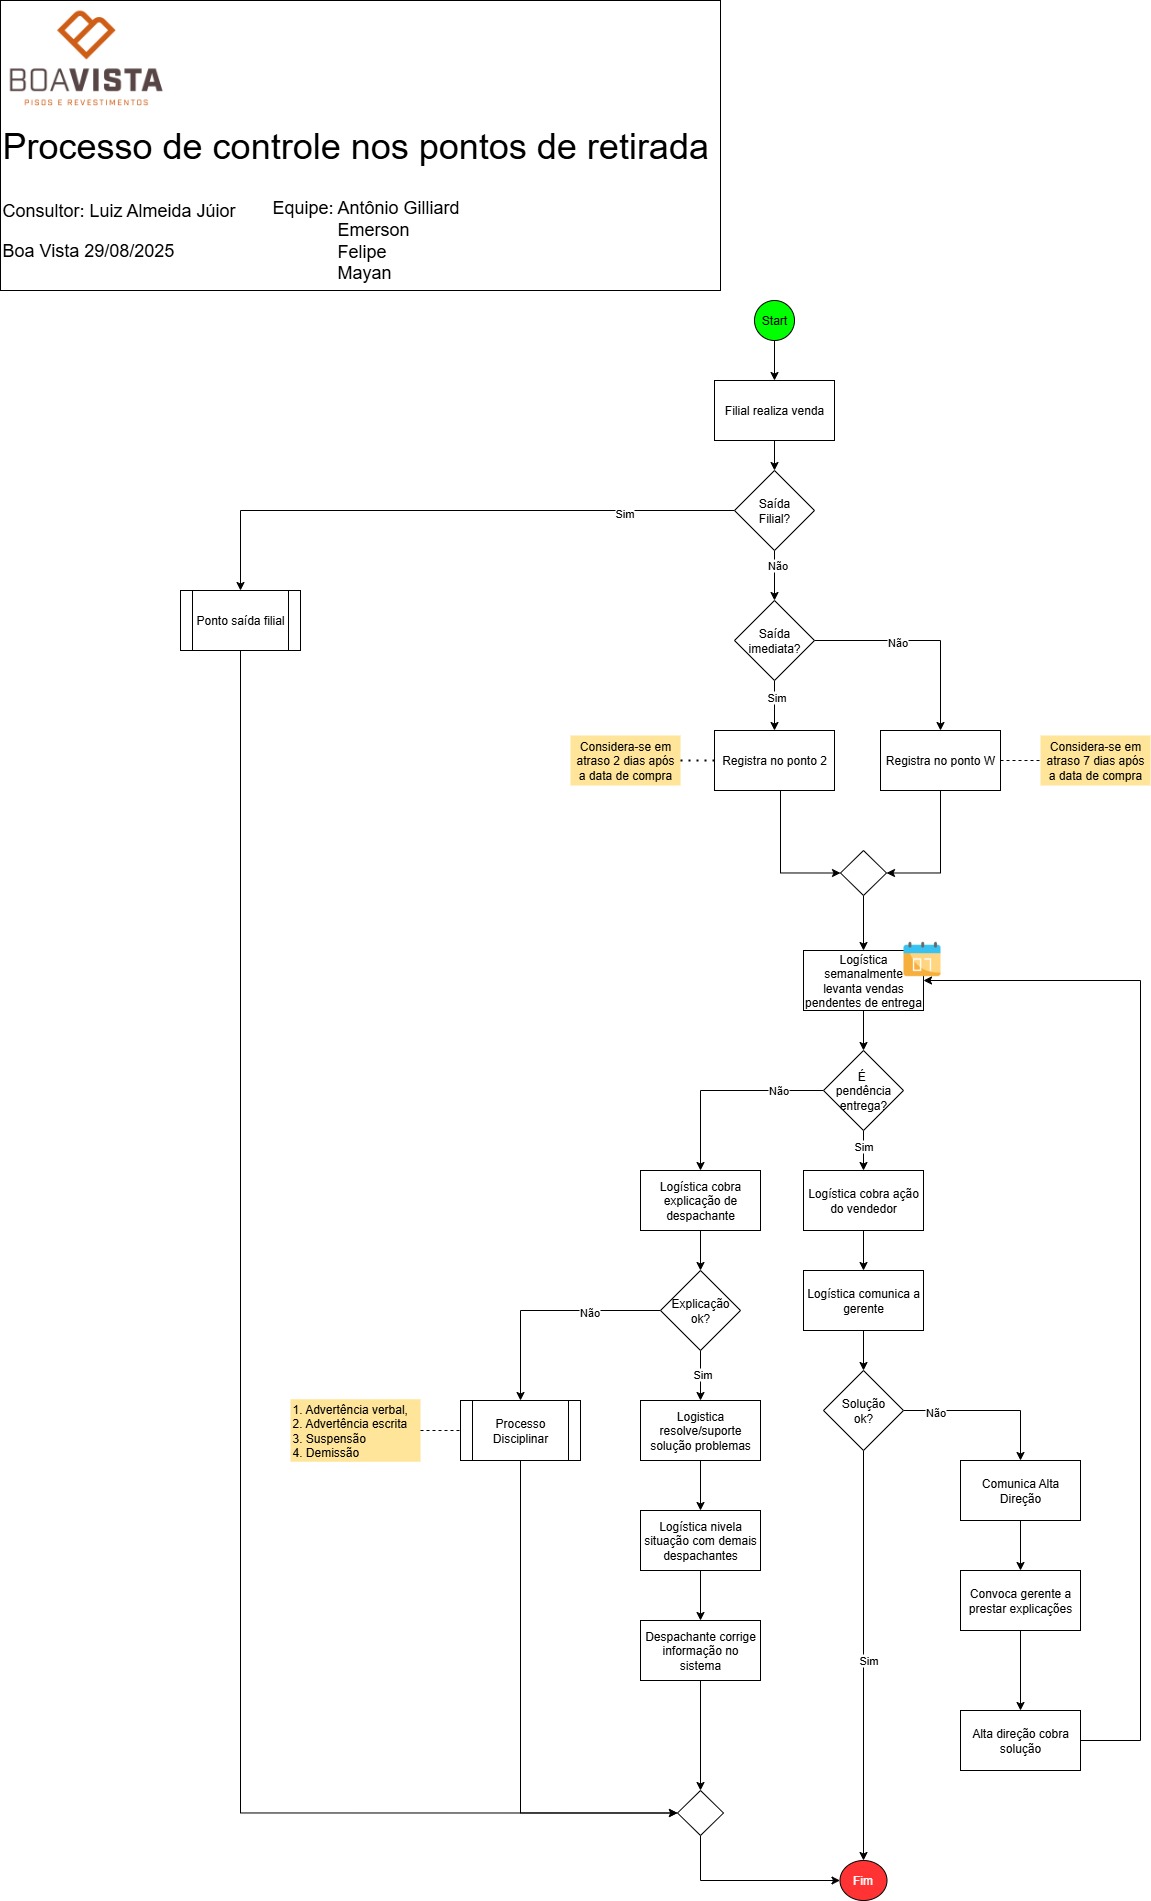 BOAVISTA
PISOS E REVESTIMENTOS
Processo de controle nos pontos de retirada
Consultor: Luiz Almeida Júior
Equipe: Antônio Gilliard
Emerson
Felipe
Mayan
Boa Vista 29/08/2025
Start
Filial realiza venda
Saída
Filial?
Sim
Não
Ponto saída filial
Saída
imediata?
Não
Sim
Considera-se em
atraso 2 dias após
a data de compra
Registra no ponto 2
Registra no ponto W
Considera-se em
atraso 7 dias após
a data de compra
Logística
semanalmente
levanta vendas
pendentes de entrega
É
pendência
entrega?
Não
Sim
Logística cobra
explicação de
despachante
Logística cobra ação
do vendedor
Explicação
ok?
Não
Sim
Logística comunica a
gerente
Solução
ok?
Não
1. Advertência verbal,
2. Advertência escrita
3. Suspensão
4. Demissão
Processo
Disciplinar
Logistica
resolve/suporte
solução problemas
Comunica Alta
Direção
Logística nivela
situação com demais
despachantes
Convoca gerente a
prestar explicações
Despachante corrige
informação no
sistema
Sim
Alta direção cobra
solução
Fim